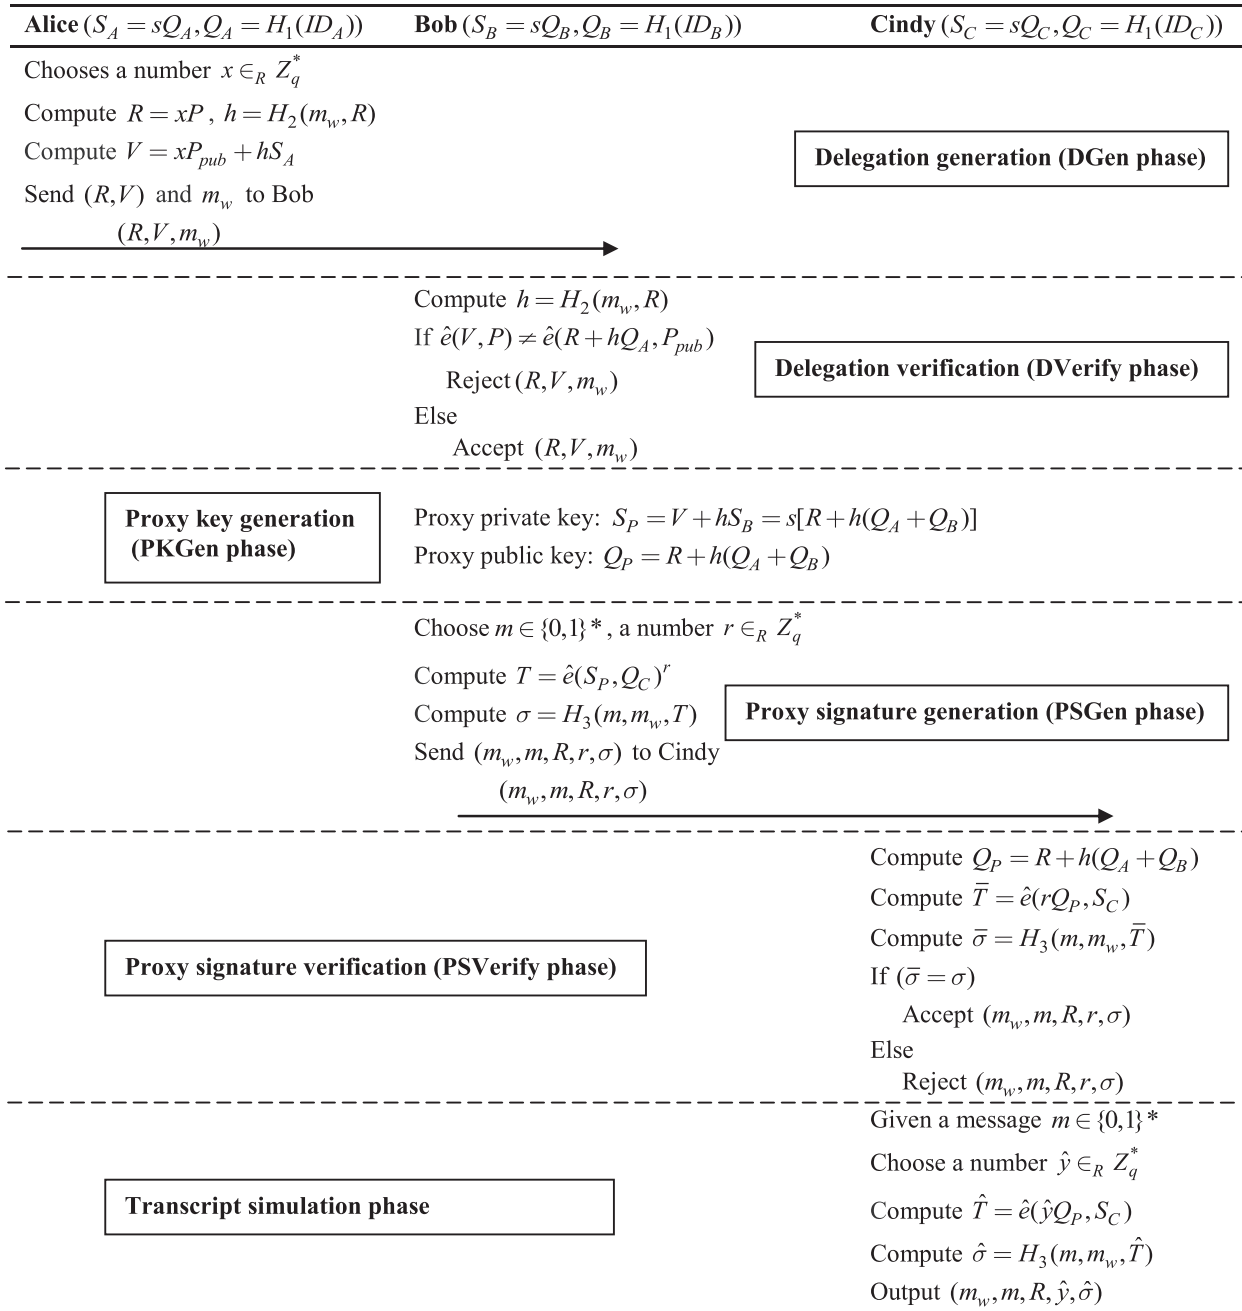 Alice (S_A = sQ_A, Q_A = H_1(ID_A)) Bob (S_B = sQ_B, Q_B = H_1(ID_B)) Cindy (S_C = sQ_C, Q_C = H_1(ID_C))
Chooses a number x ∈_R Z_q^*
Compute R = xP , h = H_2(m_w, R)
Compute V = xP_pub + hS_A
Send (R,V) and m_w to Bob
(R,V,m_w)
Delegation generation (DGen phase)
Compute h = H_2(m_w, R)
If ê(V,P) ≠ ê(R + hQ_A, P_pub)
Reject (R,V,m_w)
Else
Accept (R,V,m_w)
Delegation verification (DVerify phase)
Proxy key generation
(PKGen phase)
Proxy private key: S_P = V + hS_B = s[R + h(Q_A + Q_B)]
Proxy public key: Q_P = R + h(Q_A + Q_B)
Choose m ∈ {0,1}*, a number r ∈_R Z_q^*
Compute T = ê(S_P, Q_C)^r
Compute σ = H_3(m, m_w, T)
Send (m_w, m, R, r, σ) to Cindy
(m_w, m, R, r, σ)
Proxy signature generation (PSGen phase)
Compute Q_P = R + h(Q_A + Q_B)
Compute T̄ = ê(rQ_P, S_C)
Compute σ̄ = H_3(m, m_w, T̄)
If (σ̄ = σ)
Accept (m_w, m, R, r, σ)
Else
Reject (m_w, m, R, r, σ)
Proxy signature verification (PSVerify phase)
Given a message m ∈ {0,1}*
Choose a number ŷ ∈_R Z_q^*
Compute T̂ = ê(ŷQ_P, S_C)
Compute σ̂ = H_3(m, m_w, T̂)
Output (m_w, m, R, ŷ, σ̂)
Transcript simulation phase